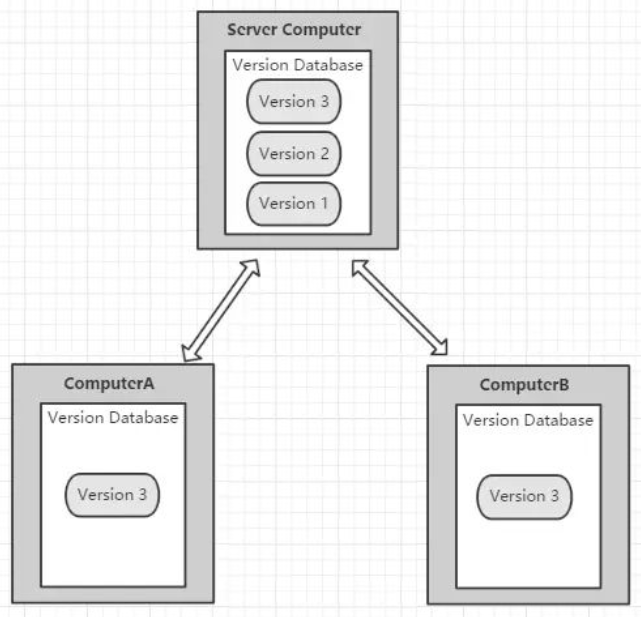 Server Computer
Version Database
Version 3
Version 2
Version 1
ComputerA
Version Database
Version 3
ComputerB
Version Database
Version 3